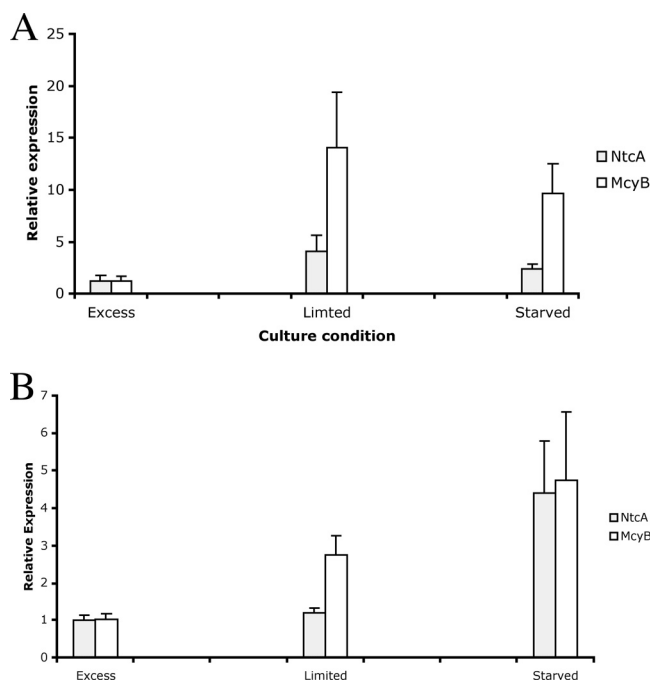 A
25
20
15
10
5
0
Relative expression
NtcA
McyB
Excess Limted Starved
Culture condition
B
7
6
5
4
3
2
1
0
Relative Expression
NtcA
McyB
Excess Limited Starved